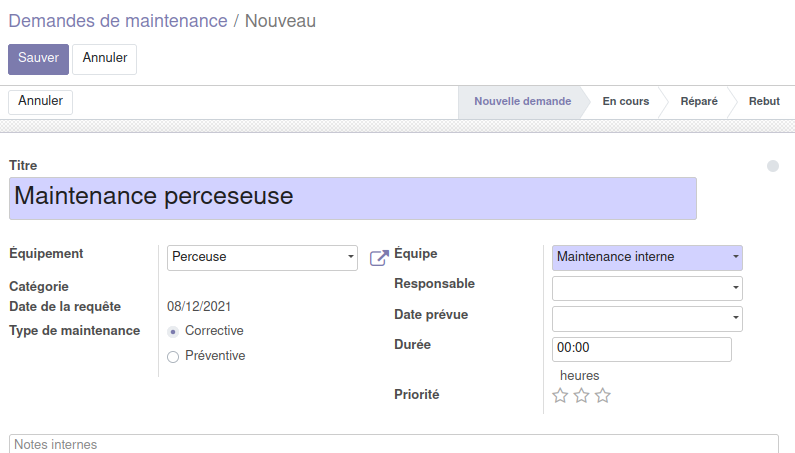 Demandes de maintenance / Nouveau
Sauver Annuler
Annuler Nouvelle demande En cours Réparé Rebut
Titre
Maintenance perceseuse
Équipement Perceuse
Catégorie
Date de la requête 08/12/2021
Type de maintenance Corrective
Préventive
Équipe Maintenance interne
Responsable
Date prévue
Durée 00:00
heures
Priorité
Notes internes